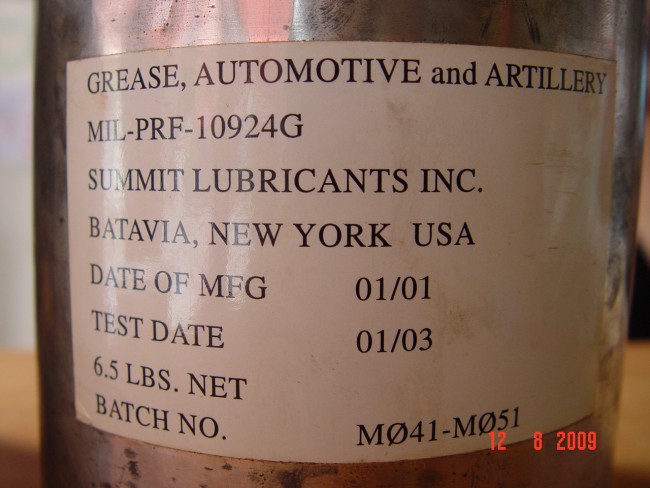 GREASE, AUTOMOTIVE and ARTILLERY
MIL-PRF-10924G
SUMMIT LUBRICANTS INC.
BATAVIA, NEW YORK USA
DATE OF MFG 01/01
TEST DATE 01/03
6.5 LBS. NET
BATCH NO. MØ41-MØ51
12 8 2009